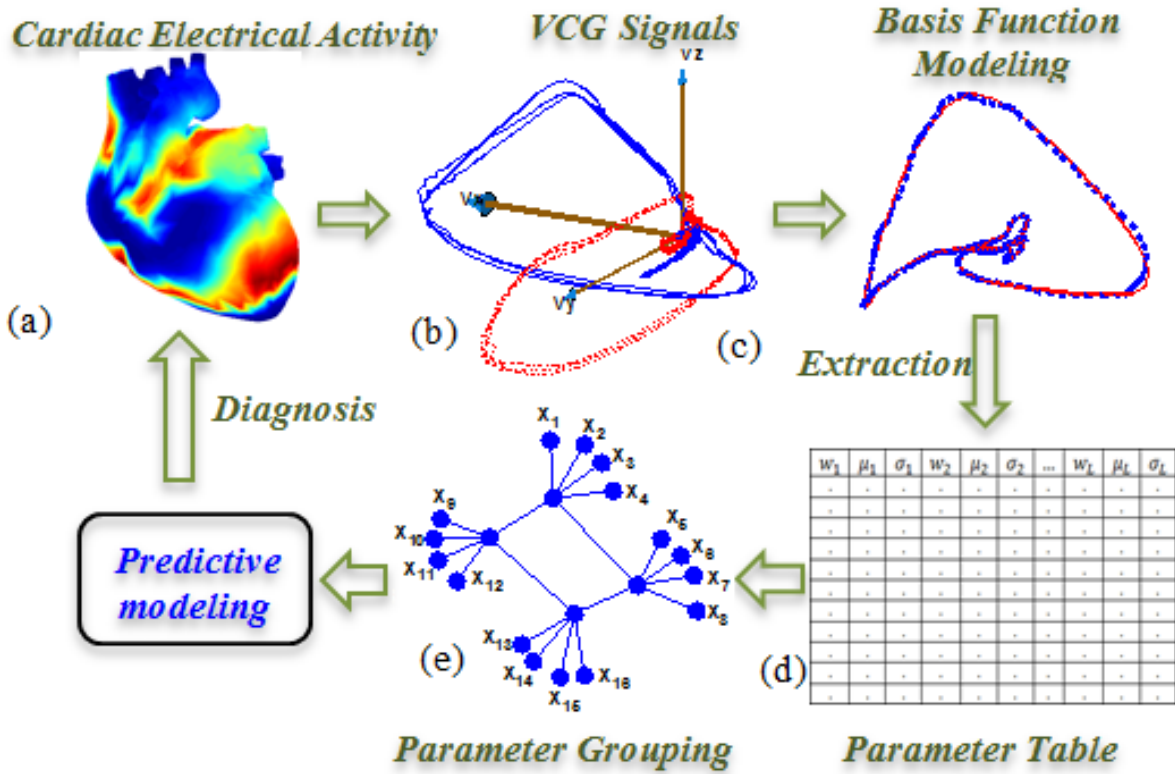 Cardiac Electrical Activity
VCG Signals
Basis Function
Modeling
vz
Vy
(a)
(b)
(c)
Extraction
Diagnosis
X1
X2
X3
X4
X5
X6
X7
X8
X9
X10
X11
X12
X13
X14
X15
X16
w1 μ1 σ1 w2 μ2 σ2 ... wL μL σL
Predictive
modeling
(e)
(d)
Parameter Grouping
Parameter Table